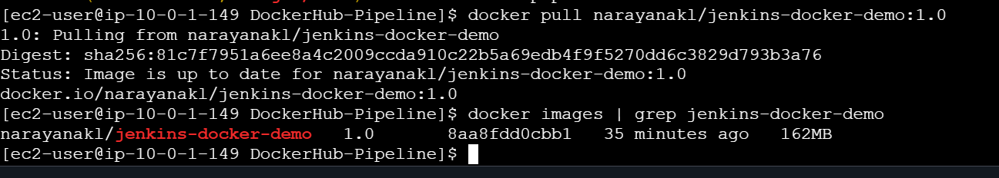 [ec2-user@ip-10-0-1-149 DockerHub-Pipeline]$ docker pull narayanakl/jenkins-docker-demo:1.0
1.0: Pulling from narayanakl/jenkins-docker-demo
Digest: sha256:81c7f7951a6ee8a4c2009ccda910c22b5a69edb4f9f5270dd6c3829d793b3a76
Status: Image is up to date for narayanakl/jenkins-docker-demo:1.0
docker.io/narayanakl/jenkins-docker-demo:1.0
[ec2-user@ip-10-0-1-149 DockerHub-Pipeline]$ docker images | grep jenkins-docker-demo
narayanakl/jenkins-docker-demo   1.0       8aa8fdd0cbb1   35 minutes ago   162MB
[ec2-user@ip-10-0-1-149 DockerHub-Pipeline]$